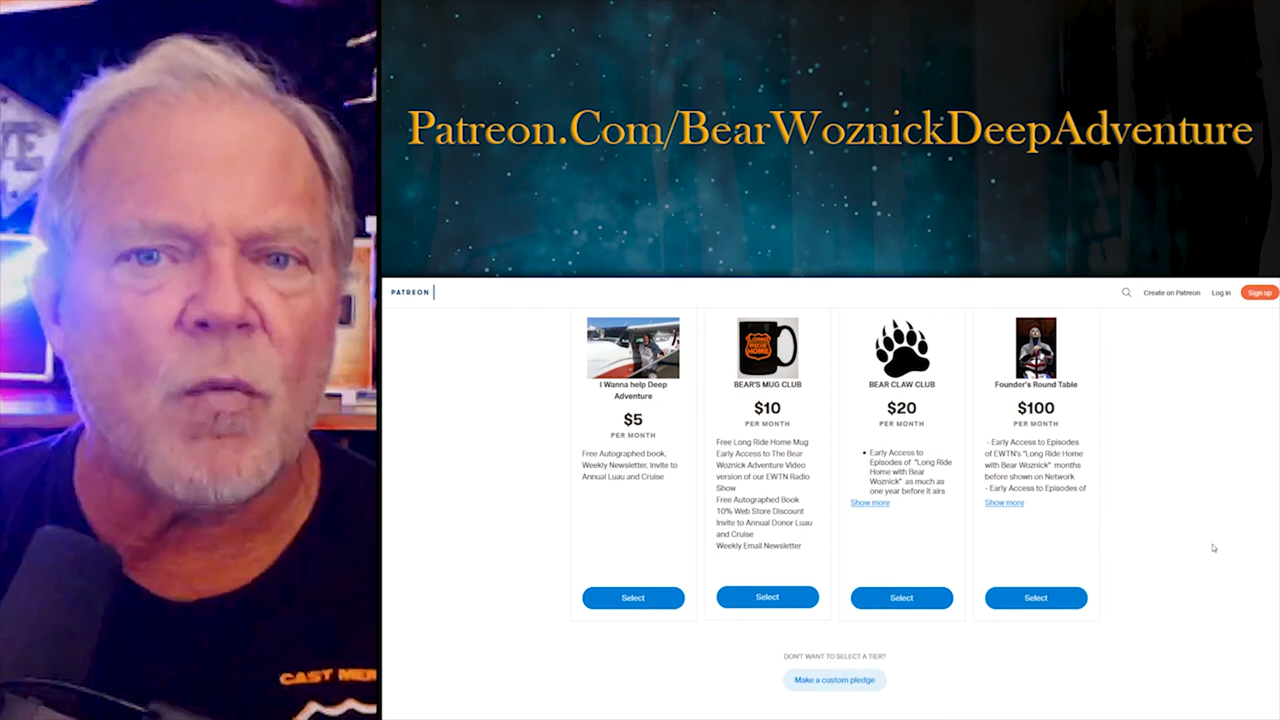 Patreon.Com/BearWoznickDeepAdventure
PATREON
Create on Patreon
Log in
Sign up
I Wanna help Deep
Adventure
$5
PER MONTH
Free Autographed book,
Weekly Newsletter, Invite to
Annual Luau and Cruise
Select
LONG
RIDE
HOME
BEAR'S MUG CLUB
$10
PER MONTH
Free Long Ride Home Mug
Early Access to The Bear
Woznick Adventure Video
version of our EWTN Radio
Show
Free Autographed Book
10% Web Store Discount
Invite to Annual Donor Luau
and Cruise
Weekly Email Newsletter
Select
BEAR CLAW CLUB
$20
PER MONTH
Early Access to
Episodes of "Long Ride
Home with Bear
Woznick" as much as
one year before it airs
Show more
Select
Founder's Round Table
$100
PER MONTH
- Early Access to Episodes
of EWTN's "Long Ride Home
with Bear Woznick" months
before shown on Network
- Early Access to Episodes of
Show more
Select
DON'T WANT TO SELECT A TIER?
Make a custom pledge
CAST